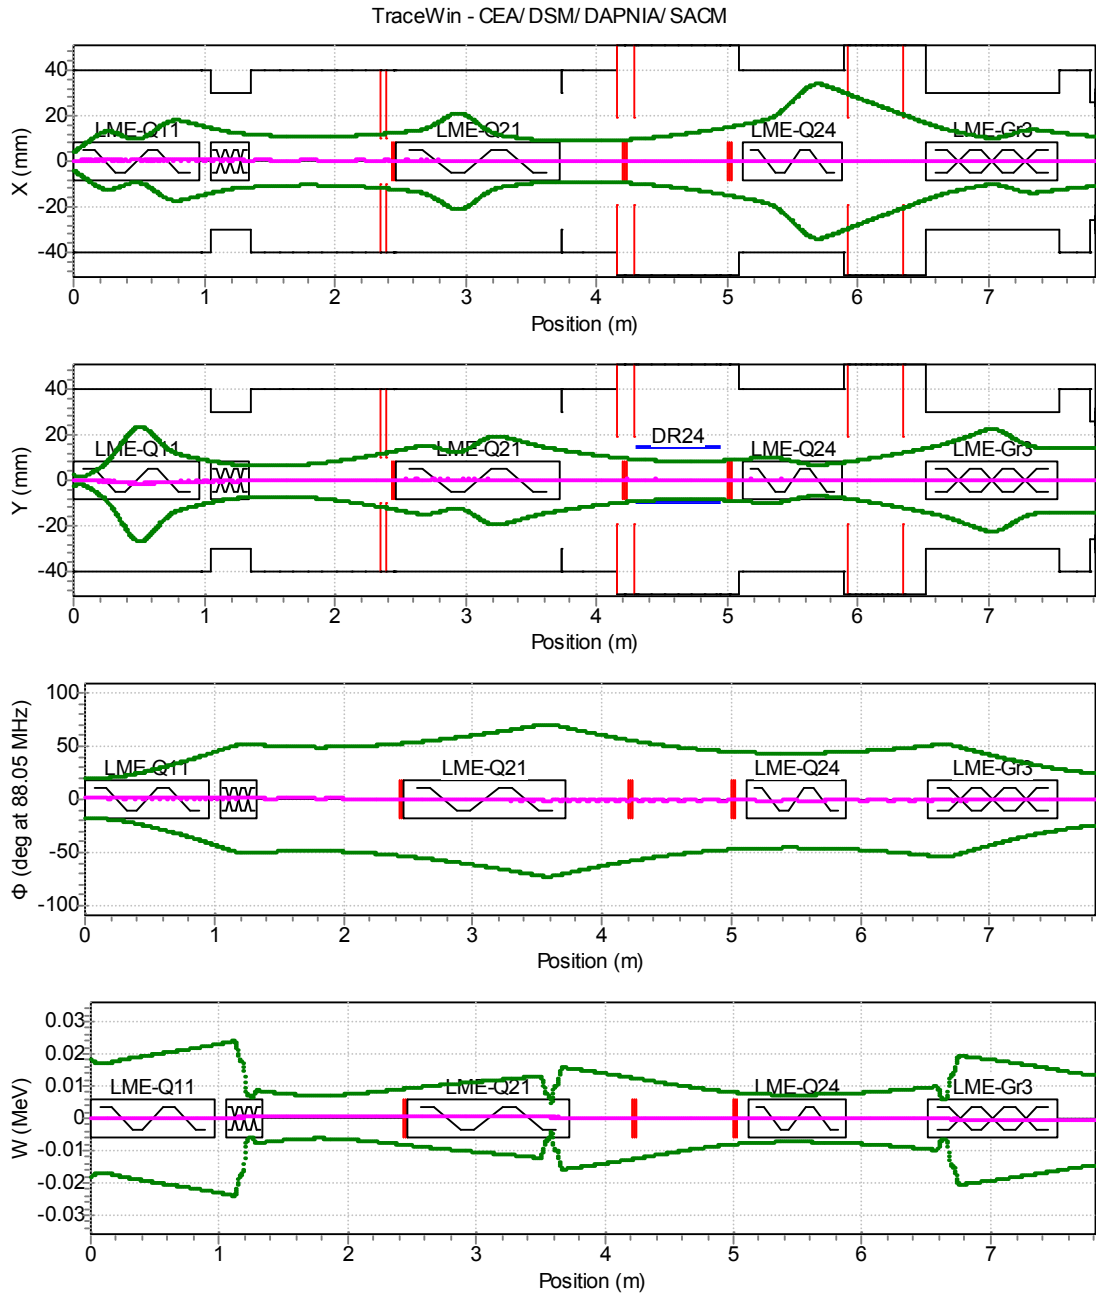 TraceWin - CEA/ DSM/ DAPNIA/ SACM
40
20
0
-20
-40
X (mm)
LME-Q11
LME-Q21
LME-Q24
LME-Gr3
0 1 2 3 4 5 6 7
Position (m)
40
20
0
-20
-40
Y (mm)
LME-Q11
LME-Q21
DR24
LME-Q24
LME-Gr3
0 1 2 3 4 5 6 7
Position (m)
100
50
0
-50
-100
Φ (deg at 88.05 MHz)
LME-Q11
LME-Q21
LME-Q24
LME-Gr3
0 1 2 3 4 5 6 7
Position (m)
0.03
0.02
0.01
0
-0.01
-0.02
-0.03
W (MeV)
LME-Q11
LME-Q21
LME-Q24
LME-Gr3
0 1 2 3 4 5 6 7
Position (m)